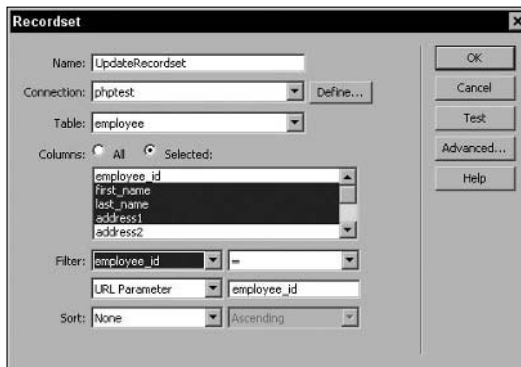 Recordset
Name: UpdateRecordset
OK
Connection: phptest Define...
Cancel
Table: employee
Test
Columns: All Selected:
Advanced...
employee_id
Help
first_name
last_name
address1
address2
Filter: employee_id =
URL Parameter employee_id
Sort: None Ascending